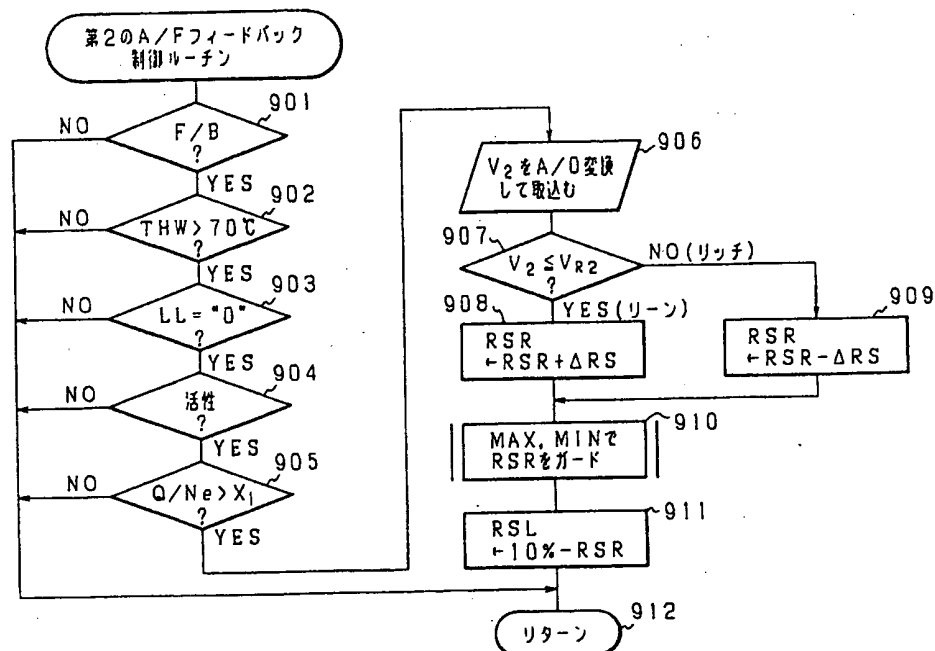 第2のA/Fフィードバック
制御ルーチン
901
NO
F/B
?
YES
902
NO
THW>70℃
?
YES
903
NO
LL="0"
?
YES
904
NO
活性
?
YES
905
NO
Q/Ne>X₁
?
YES
906
V₂をA/D変換
して取込む
907
V₂≤VR₂
?
NO(リッチ)
YES(リーン)
908
RSR
←RSR+ΔRS
909
RSR
←RSR-ΔRS
910
MAX,MINで
RSRをガード
911
RSL
←10%-RSR
912
リターン